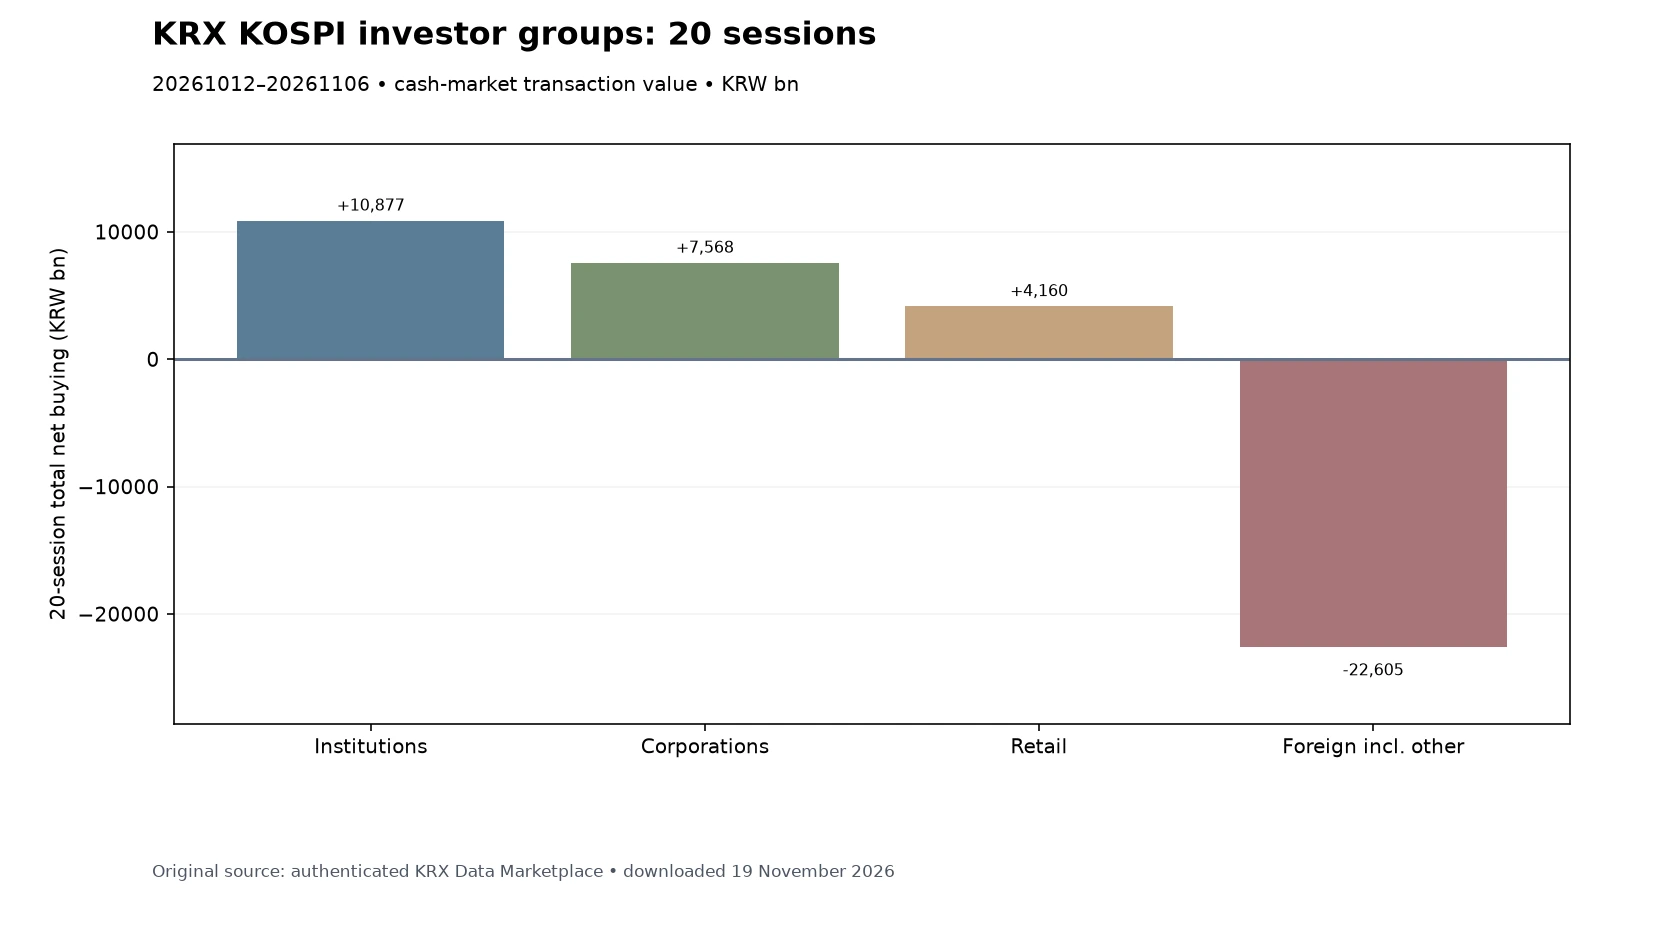 KRX KOSPI investor groups: 20 sessions
20261012–20261106 • cash-market transaction value • KRW bn
20-session total net buying (KRW bn)
10000
0
−10000
−20000
+10,877
+7,568
+4,160
-22,605
Institutions
Corporations
Retail
Foreign incl. other
Original source: authenticated KRX Data Marketplace • downloaded 19 November 2026